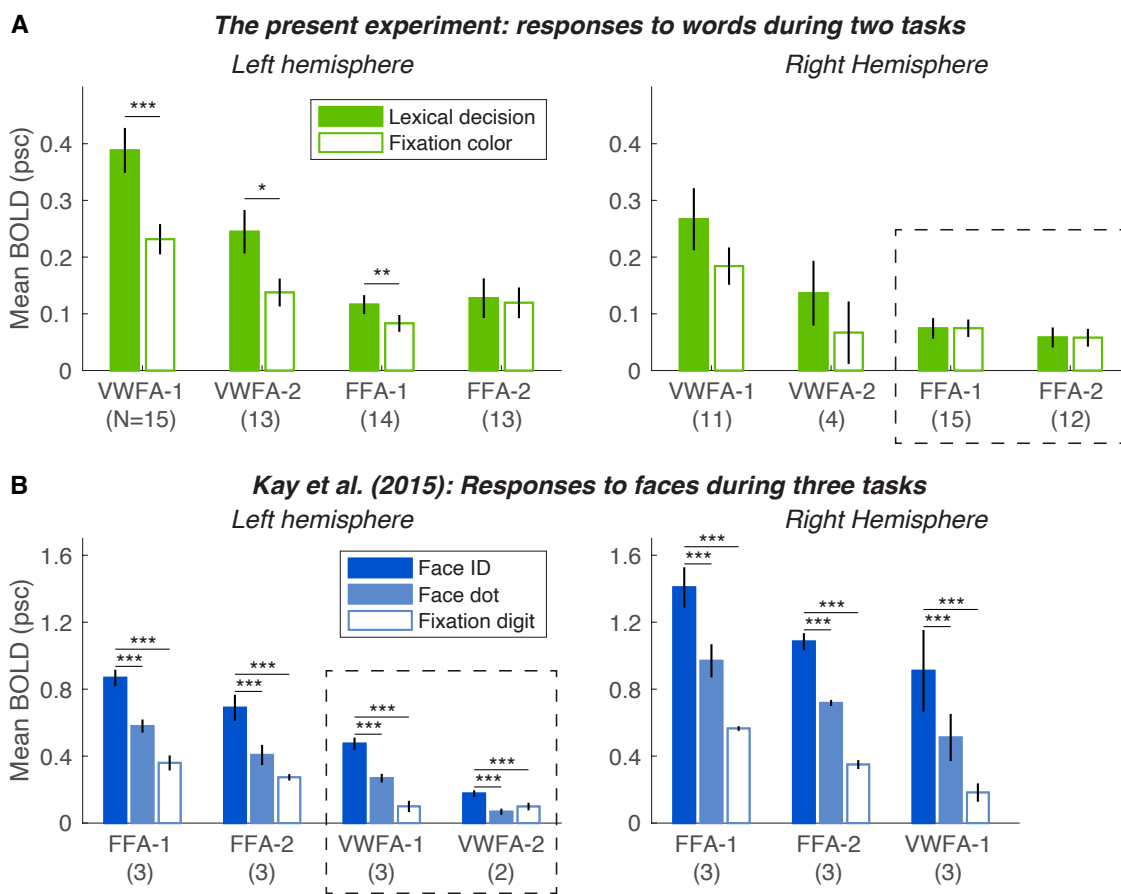 A
The present experiment: responses to words during two tasks
Left hemisphere
Right Hemisphere
Mean BOLD (psc)
0.4
0.3
0.2
0.1
0
***
*
**
Lexical decision
Fixation color
VWFA-1 VWFA-2 FFA-1 FFA-2
(N=15) (13) (14) (13)
0.4
0.3
0.2
0.1
0
VWFA-1 VWFA-2 FFA-1 FFA-2
(11) (4) (15) (12)
B
Kay et al. (2015): Responses to faces during three tasks
Left hemisphere
Right Hemisphere
Mean BOLD (psc)
1.6
1.2
0.8
0.4
0
Face ID
Face dot
Fixation digit
***
***
***
***
***
***
***
***
FFA-1 FFA-2 VWFA-1 VWFA-2
(3) (3) (3) (2)
1.6
1.2
0.8
0.4
0
***
***
***
***
***
***
FFA-1 FFA-2 VWFA-1
(3) (3) (3)